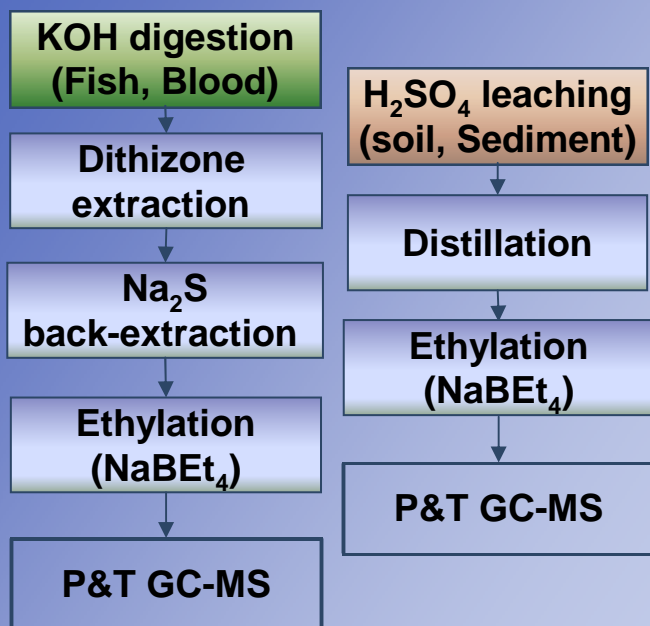 KOH digestion
(Fish, Blood)
Dithizone
extraction
Na₂S
back-extraction
Ethylation
(NaBEt₄)
P&T GC-MS
H₂SO₄ leaching
(soil, Sediment)
Distillation
Ethylation
(NaBEt₄)
P&T GC-MS